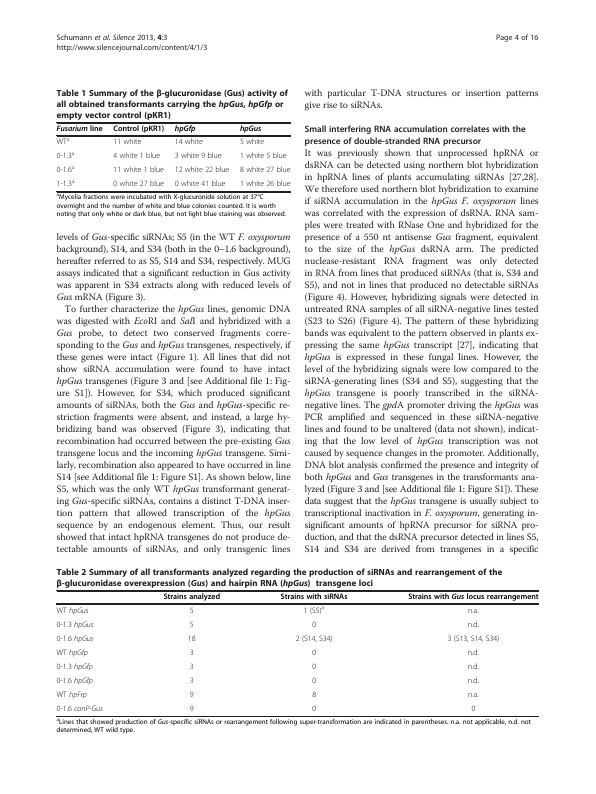 Schumann et al. Silence 2013, 4:3
http://www.silencejournal.com/content/4/1/3
Page 4 of 16
Table 1 Summary of the β-glucuronidase (Gus) activity of
all obtained transformants carrying the hpGus, hpGfp or
empty vector control (pKR1)
Fusarium line Control (pKR1) hpGfp hpGus
WTª 11 white 14 white 5 white
0-1.3ª 4 white 1 blue 3 white 9 blue 1 white 5 blue
0-1.6ª 11 white 1 blue 12 white 22 blue 8 white 27 blue
1-1.3ª 0 white 27 blue 0 white 41 blue 1 white 26 blue
ªMycelia fractions were incubated with X-glucuronide solution at 37°C
overnight and the number of white and blue colonies counted. It is worth
noting that only white or dark blue, but not light blue staining was observed.
levels of Gus-specific siRNAs; S5 (in the WT F. oxysporum
background), S14, and S34 (both in the 0–1.6 background),
hereafter referred to as S5, S14 and S34, respectively. MUG
assays indicated that a significant reduction in Gus activity
was apparent in S34 extracts along with reduced levels of
Gus mRNA (Figure 3).
To further characterize the hpGus lines, genomic DNA
was digested with EcoRI and SalI and hybridized with a
Gus probe, to detect two conserved fragments corre-
sponding to the Gus and hpGus transgenes, respectively, if
these genes were intact (Figure 1). All lines that did not
show siRNA accumulation were found to have intact
hpGus transgenes (Figure 3 and [see Additional file 1: Fig-
ure S1]). However, for S34, which produced significant
amounts of siRNAs, both the Gus and hpGus-specific re-
striction fragments were absent, and instead, a large hy-
bridizing band was observed (Figure 3), indicating that
recombination had occurred between the pre-existing Gus
transgene locus and the incoming hpGus transgene. Simi-
larly, recombination also appeared to have occurred in line
S14 [see Additional file 1: Figure S1]. As shown below, line
S5, which was the only WT hpGus transformant generat-
ing Gus-specific siRNAs, contains a distinct T-DNA inser-
tion pattern that allowed transcription of the hpGus
sequence by an endogenous element. Thus, our result
showed that intact hpRNA transgenes do not produce de-
tectable amounts of siRNAs, and only transgenic lines
with particular T-DNA structures or insertion patterns
give rise to siRNAs.
Small interfering RNA accumulation correlates with the
presence of double-stranded RNA precursor
It was previously shown that unprocessed hpRNA or
dsRNA can be detected using northern blot hybridization
in hpRNA lines of plants accumulating siRNAs [27,28].
We therefore used northern blot hybridization to examine
if siRNA accumulation in the hpGus F. oxysporum lines
was correlated with the expression of dsRNA. RNA sam-
ples were treated with RNase One and hybridized for the
presence of a 550 nt antisense Gus fragment, equivalent
to the size of the hpGus dsRNA arm. The predicted
nuclease-resistant RNA fragment was only detected
in RNA from lines that produced siRNAs (that is, S34 and
S5), and not in lines that produced no detectable siRNAs
(Figure 4). However, hybridizing signals were detected in
untreated RNA samples of all siRNA-negative lines tested
(S23 to S26) (Figure 4). The pattern of these hybridizing
bands was equivalent to the pattern observed in plants ex-
pressing the same hpGus transcript [27], indicating that
hpGus is expressed in these fungal lines. However, the
level of the hybridizing signals were low compared to the
siRNA-generating lines (S34 and S5), suggesting that the
hpGus transgene is poorly transcribed in the siRNA-
negative lines. The gpdA promoter driving the hpGus was
PCR amplified and sequenced in these siRNA-negative
lines and found to be unaltered (data not shown), indicat-
ing that the low level of hpGus transcription was not
caused by sequence changes in the promoter. Additionally,
DNA blot analysis confirmed the presence and integrity of
both hpGus and Gus transgenes in the transformants ana-
lyzed (Figure 3 and [see Additional file 1: Figure S1]). These
data suggest that the hpGus transgene is usually subject to
transcriptional inactivation in F. oxysporum, generating in-
significant amounts of hpRNA precursor for siRNA pro-
duction, and that the dsRNA precursor detected in lines S5,
S14 and S34 are derived from transgenes in a specific
Table 2 Summary of all transformants analyzed regarding the production of siRNAs and rearrangement of the
β-glucuronidase overexpression (Gus) and hairpin RNA (hpGus) transgene loci
Strains analyzed Strains with siRNAs Strains with Gus locus rearrangement
WT hpGus 5 1 (S5)ª n.a.
0-1.3 hpGus 5 0 n.d.
0-1.6 hpGus 18 2 (S14, S34) 3 (S13, S14, S34)
WT hpGfp 3 0 n.d.
0-1.3 hpGfp 3 0 n.d.
0-1.6 hpGfp 3 0 n.d.
WT hpFrp 9 8 n.a.
0-1.6 conP-Gus 9 0 0
ªLines that showed production of Gus-specific siRNAs or rearrangement following super-transformation are indicated in parentheses. n.a. not applicable, n.d. not
determined, WT wild type.